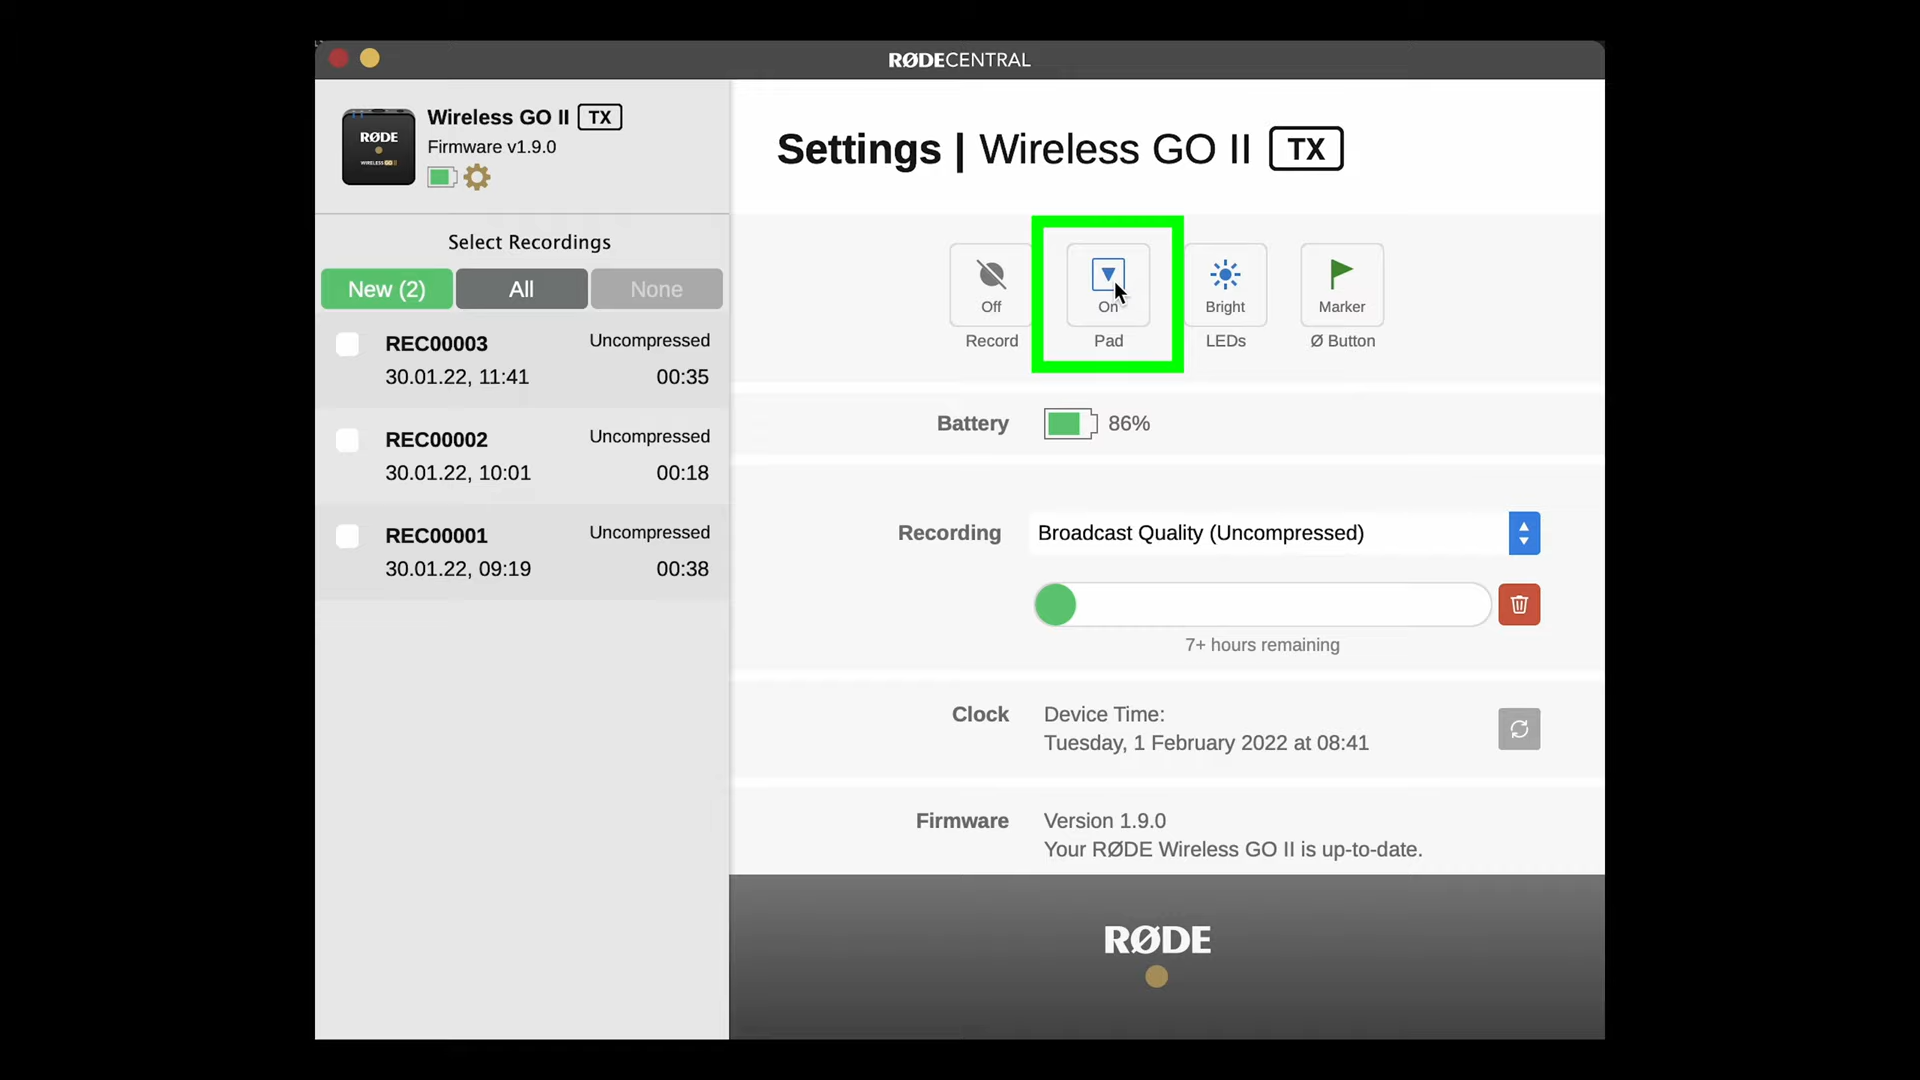 RØDECENTRAL
RØDE
WIRELESS GO II
Wireless GO II TX
Firmware v1.9.0
Select Recordings
New (2) All None
REC00003 Uncompressed
30.01.22, 11:41 00:35
REC00002 Uncompressed
30.01.22, 10:01 00:18
REC00001 Uncompressed
30.01.22, 09:19 00:38
Settings | Wireless GO II TX
Off On Bright Marker
Record Pad LEDs Ø Button
Battery 86%
Recording Broadcast Quality (Uncompressed)
7+ hours remaining
Clock Device Time:
Tuesday, 1 February 2022 at 08:41
Firmware Version 1.9.0
Your RØDE Wireless GO II is up-to-date.
RØDE